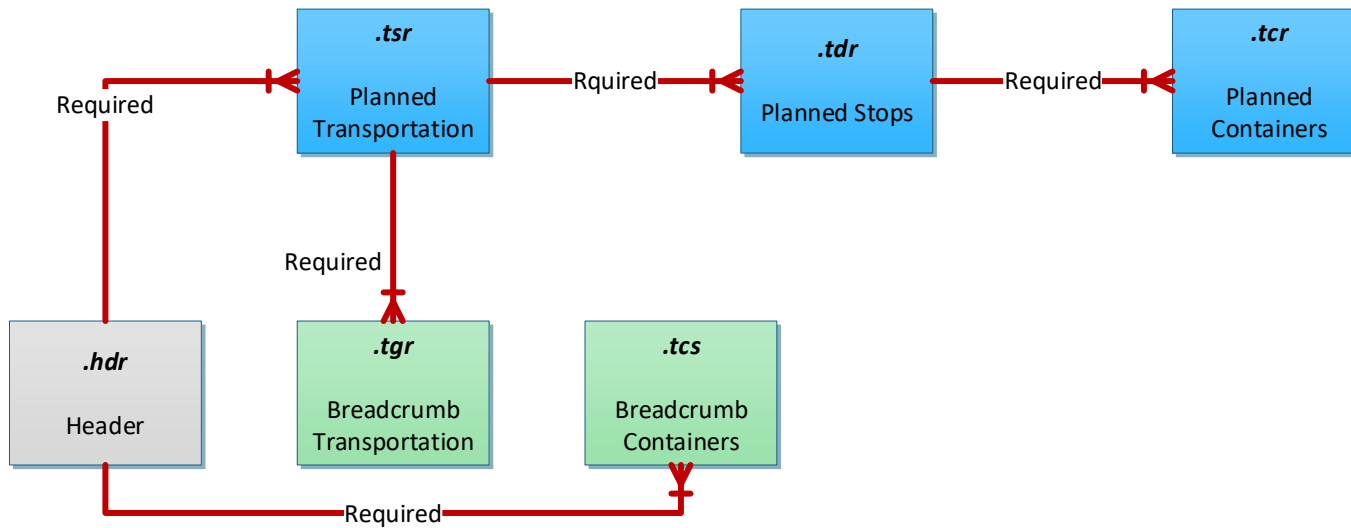 .tsr
Planned
Transportation
Rquired
.tdr
Planned Stops
Required
.tcr
Planned
Containers
Required
Required
.hdr
Header
.tgr
Breadcrumb
Transportation
.tcs
Breadcrumb
Containers
Required